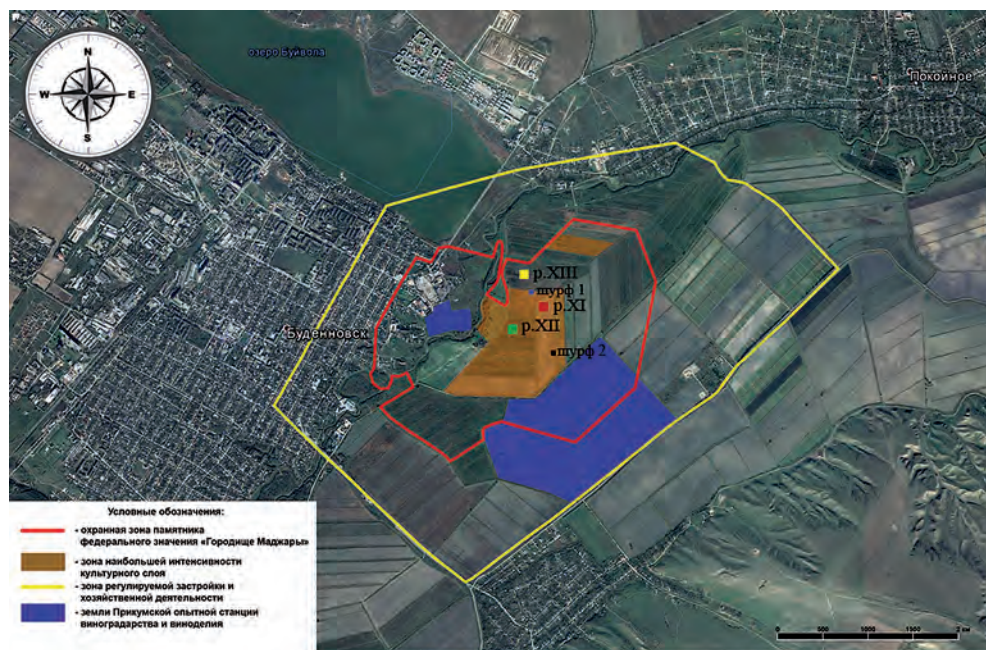 N
W
E
S
озеро Буйвола
Покойное
р.XIII
шурф 1
р.XI
р.XII
Буденновск
шурф 2
Условные обозначения:
- охранная зона памятника
федерального значения «Городище Маджары»
- зона наибольшей интенсивности
культурного слоя
- зона регулируемой застройки и
хозяйственной деятельности
- земли Прикумской опытной станции
виноградарства и виноделия
0 500 1000 1500 2 км